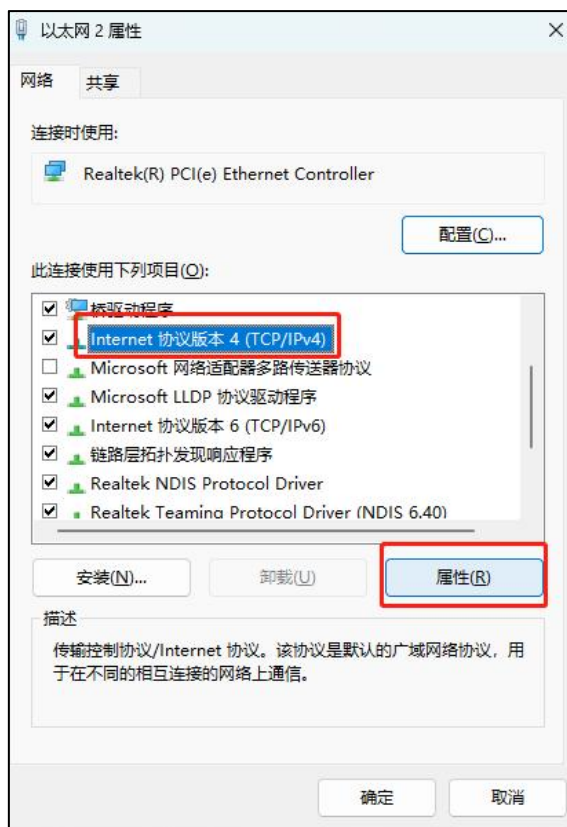 以太网 2 属性
网络 共享
连接时使用:
Realtek(R) PCI(e) Ethernet Controller
配置(C)...
此连接使用下列项目(O):
桥驱动程序
Internet 协议版本 4 (TCP/IPv4)
Microsoft 网络适配器多路传送器协议
Microsoft LLDP 协议驱动程序
Internet 协议版本 6 (TCP/IPv6)
链路层拓扑发现响应程序
Realtek NDIS Protocol Driver
Realtek Teaming Protocol Driver (NDIS 6.40)
安装(N)... 卸载(U) 属性(R)
描述
传输控制协议/Internet 协议。该协议是默认的广域网络协议，用
于在不同的相互连接的网络上通信。
确定 取消